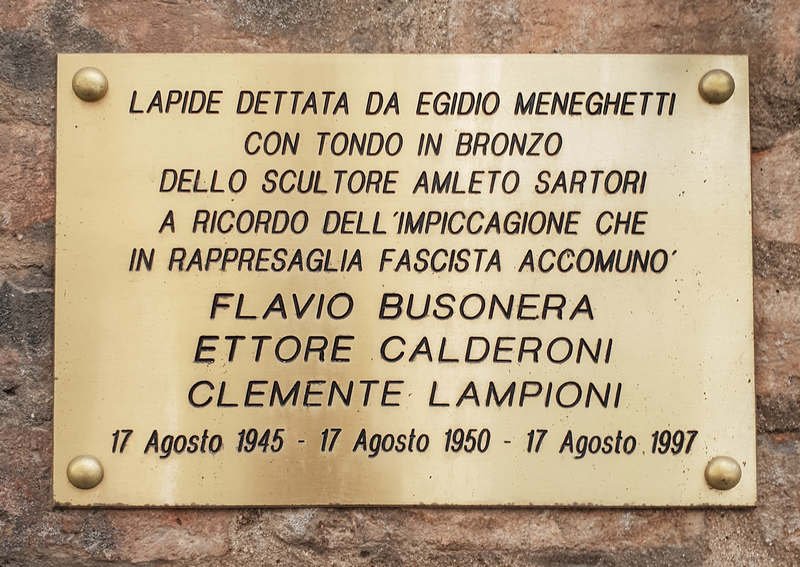 LAPIDE DETTATA DA EGIDIO MENEGHETTI
CON TONDO IN BRONZO
DELLO SCULTORE AMLETO SARTORI
A RICORDO DELL'IMPICCAGIONE CHE
IN RAPPRESAGLIA FASCISTA ACCOMUNO'
FLAVIO BUSONERA
ETTORE CALDERONI
CLEMENTE LAMPIONI
17 Agosto 1945 - 17 Agosto 1950 - 17 Agosto 1997